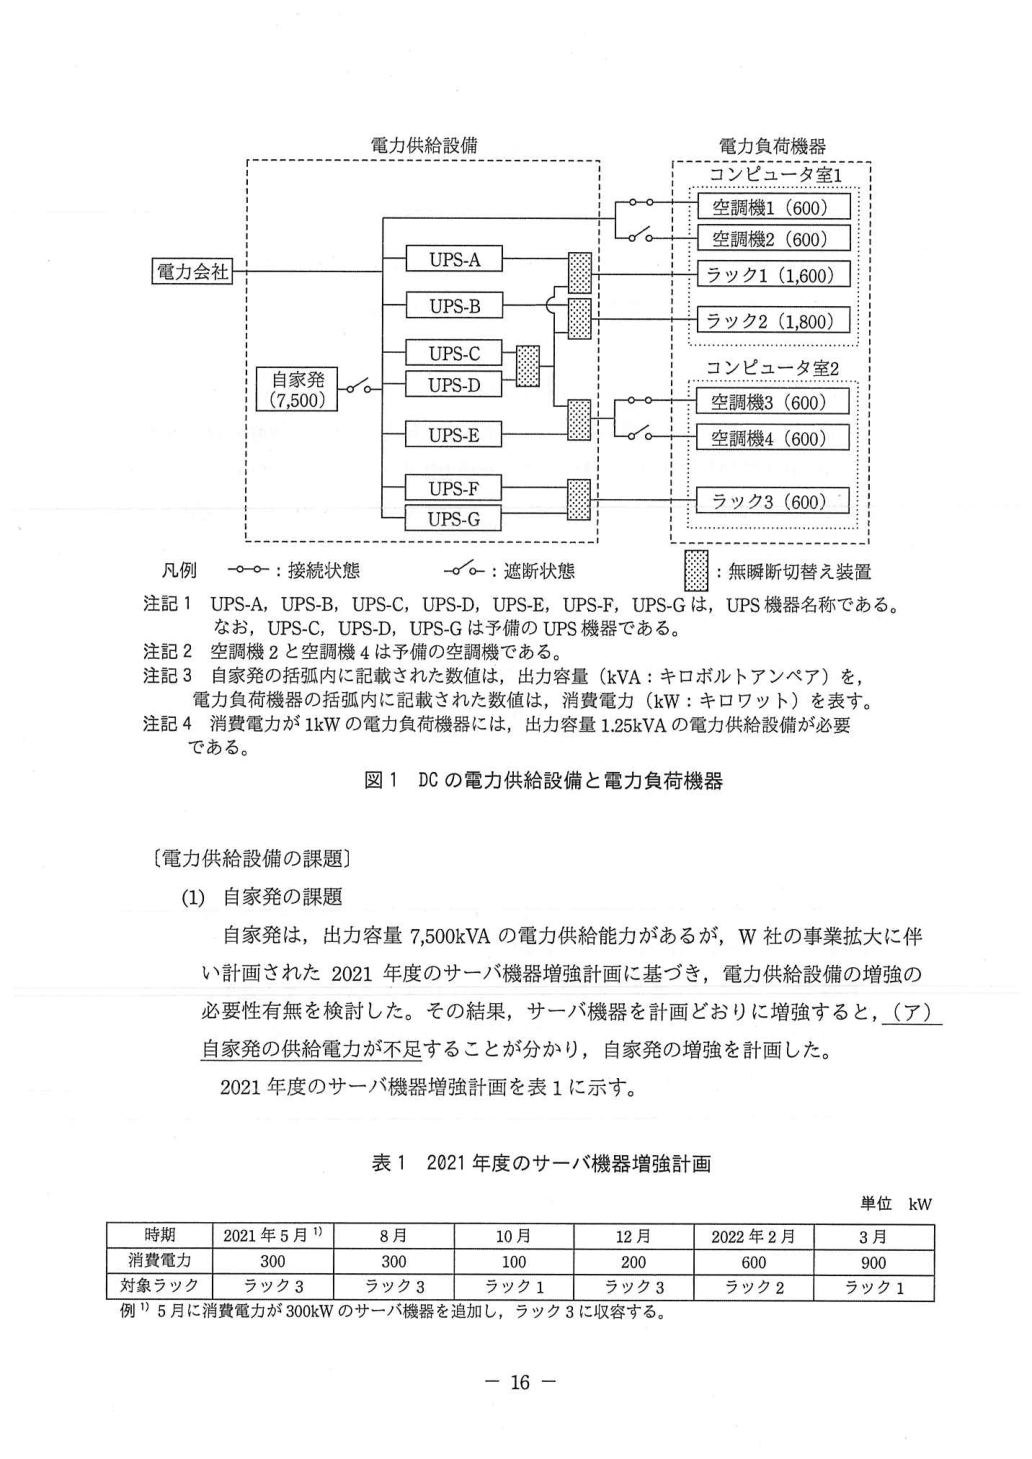 電力供給設備
電力負荷機器
コンピュータ室1
空調機1（600）
空調機2（600）
電力会社
UPS-A
ラック1（1,600）
UPS-B
ラック2（1,800）
UPS-C
コンピュータ室2
自家発
（7,500）
UPS-D
空調機3（600）
UPS-E
空調機4（600）
UPS-F
ラック3（600）
UPS-G
凡例　：接続状態　：遮断状態　：無瞬断切替え装置
注記1　UPS-A，UPS-B，UPS-C，UPS-D，UPS-E，UPS-F，UPS-Gは，UPS機器名称である。
なお，UPS-C，UPS-D，UPS-Gは予備のUPS機器である。
注記2　空調機2と空調機4は予備の空調機である。
注記3　自家発の括弧内に記載された数値は，出力容量（kVA：キロボルトアンペア）を，
電力負荷機器の括弧内に記載された数値は，消費電力（kW：キロワット）を表す。
注記4　消費電力が1kWの電力負荷機器には，出力容量1.25kVAの電力供給設備が必要
である。
図1　DCの電力供給設備と電力負荷機器
〔電力供給設備の課題〕
(1)　自家発の課題
自家発は，出力容量 7,500kVA の電力供給能力があるが，W 社の事業拡大に伴
い計画された 2021 年度のサーバ機器増強計画に基づき，電力供給設備の増強の
必要性有無を検討した。その結果，サーバ機器を計画どおりに増強すると，（ア）
自家発の供給電力が不足することが分かり，自家発の増強を計画した。
2021 年度のサーバ機器増強計画を表 1 に示す。
表1　2021年度のサーバ機器増強計画
単位　kW
時期　2021年5月 1)　8月　10月　12月　2022年2月　3月
消費電力　300　300　100　200　600　900
対象ラック　ラック3　ラック3　ラック1　ラック3　ラック2　ラック1
例 1) 5月に消費電力が300kWのサーバ機器を追加し，ラック3に収容する。
－ 16 －